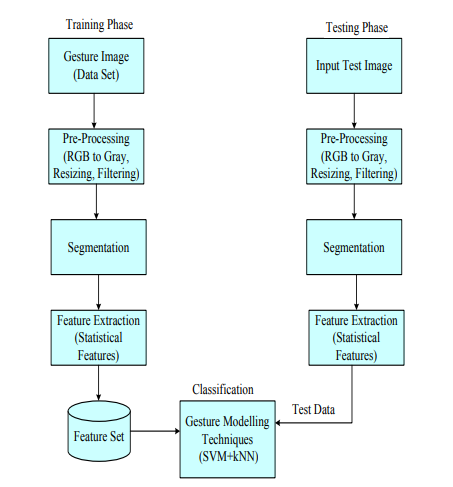 Training Phase
Testing Phase
Gesture Image
(Data Set)
Input Test Image
Pre-Processing
(RGB to Gray,
Resizing, Filtering)
Pre-Processing
(RGB to Gray,
Resizing, Filtering)
Segmentation
Segmentation
Feature Extraction
(Statistical
Features)
Feature Extraction
(Statistical
Features)
Classification
Feature Set
Gesture Modelling
Techniques
(SVM+kNN)
Test Data